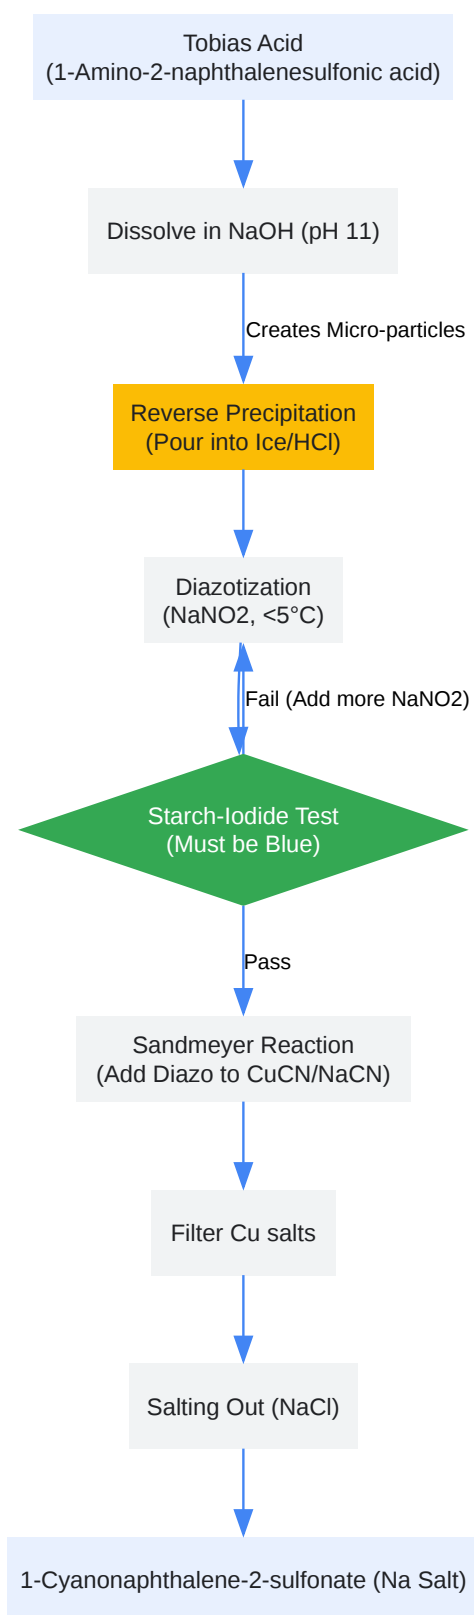 Tobias Acid
(1-Amino-2-naphthalenesulfonic acid)
Dissolve in NaOH (pH 11)
Creates Micro-particles
Reverse Precipitation
(Pour into Ice/HCl)
Diazotization
(NaNO2, <5°C)
Fail (Add more NaNO2)
Starch-Iodide Test
(Must be Blue)
Pass
Sandmeyer Reaction
(Add Diazo to CuCN/NaCN)
Filter Cu salts
Salting Out (NaCl)
1-Cyanonaphthalene-2-sulfonate (Na Salt)